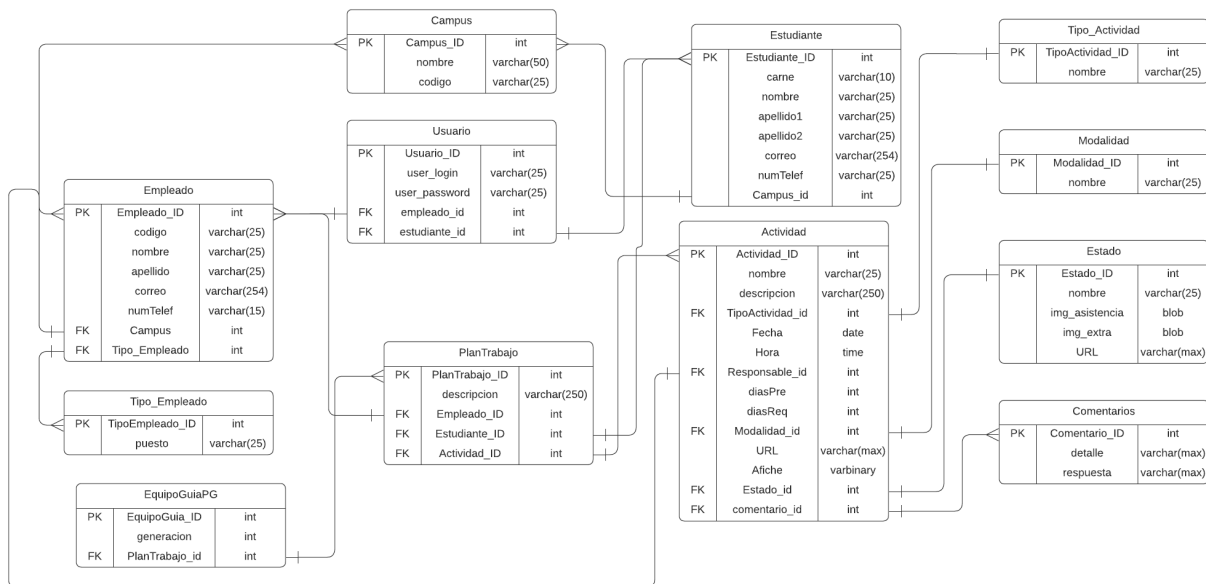 Campus
PK Campus_ID int
nombre varchar(50)
codigo varchar(25)
Usuario
PK Usuario_ID int
user_login varchar(25)
user_password varchar(25)
FK empleado_id int
FK estudiante_id int
Empleado
PK Empleado_ID int
codigo varchar(25)
nombre varchar(25)
apellido varchar(25)
correo varchar(254)
numTelef varchar(15)
FK Campus int
FK Tipo_Empleado int
Tipo_Empleado
PK TipoEmpleado_ID int
puesto varchar(25)
EquipoGuiaPG
PK EquipoGuia_ID int
generacion int
FK PlanTrabajo_id int
PlanTrabajo
PK PlanTrabajo_ID int
descripcion varchar(250)
FK Empleado_ID int
FK Estudiante_ID int
FK Actividad_ID int
Estudiante
PK Estudiante_ID int
carne varchar(10)
nombre varchar(25)
apellido1 varchar(25)
apellido2 varchar(25)
correo varchar(254)
numTelef varchar(25)
Campus_id int
Actividad
PK Actividad_ID int
nombre varchar(25)
descripcion varchar(250)
FK TipoActividad_id int
Fecha date
Hora time
FK Responsable_id int
diasPre int
diasReq int
FK Modalidad_id int
URL varchar(max)
Afiche varbinary
FK Estado_id int
FK comentario_id int
Tipo_Actividad
PK TipoActividad_ID int
nombre varchar(25)
Modalidad
PK Modalidad_ID int
nombre varchar(25)
Estado
PK Estado_ID int
nombre varchar(25)
img_asistencia blob
img_extra blob
URL varchar(max)
Comentarios
PK Comentario_ID int
detalle varchar(max)
respuesta varchar(max)